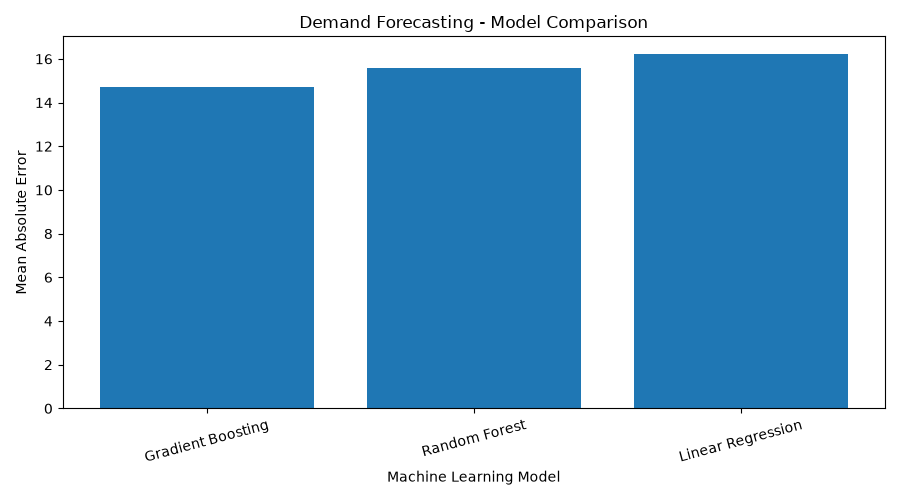 Demand Forecasting - Model Comparison
Mean Absolute Error
16
14
12
10
8
6
4
2
0
Gradient Boosting
Random Forest
Linear Regression
Machine Learning Model